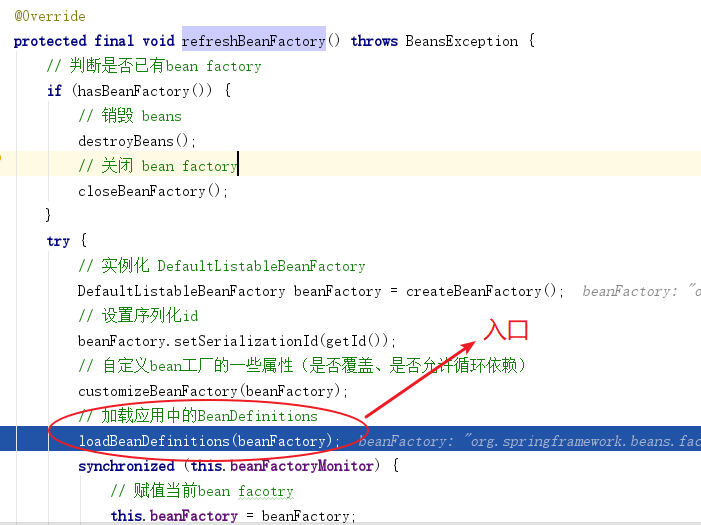 @Override
protected final void refreshBeanFactory() throws BeansException {
// 判断是否已有bean factory
if (hasBeanFactory()) {
// 销毁 beans
destroyBeans();
// 关闭 bean factory
closeBeanFactory();
}
try {
// 实例化 DefaultListableBeanFactory
DefaultListableBeanFactory beanFactory = createBeanFactory(); beanFactory: "o
// 设置序列化id
入口
beanFactory.setSerializationId(getId());
// 自定义bean工厂的一些属性（是否覆盖、是否允许循环依赖）
customizeBeanFactory(beanFactory);
// 加载应用中的BeanDefinitions
loadBeanDefinitions(beanFactory); beanFactory: "org.springframework.beans.fac
synchronized (this.beanFactoryMonitor) {
// 赋值当前bean facotry
this.beanFactory = beanFactory;